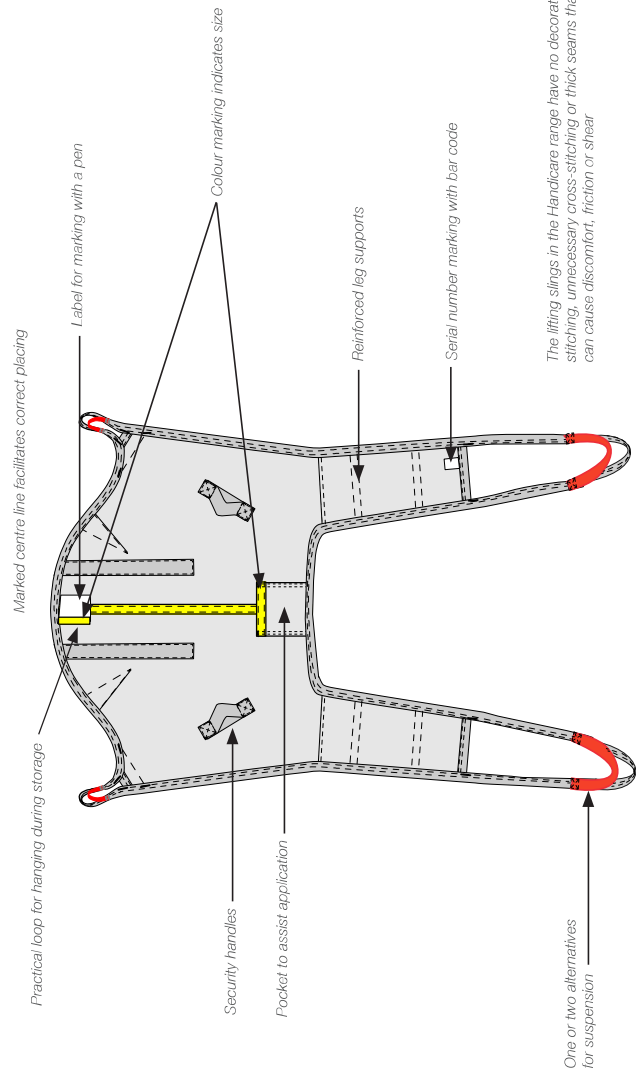 Marked centre line facilitates correct placing
Label for marking with a pen
Colour marking indicates size
Practical loop for hanging during storage
Reinforced leg supports
Serial number marking with bar code
Security handles
Pocket to assist application
One or two alternatives
for suspension
The lifting slings in the Handicare range have no
stitching, unnecessary cross-stitching or thick seams
can cause discomfort, friction or shear